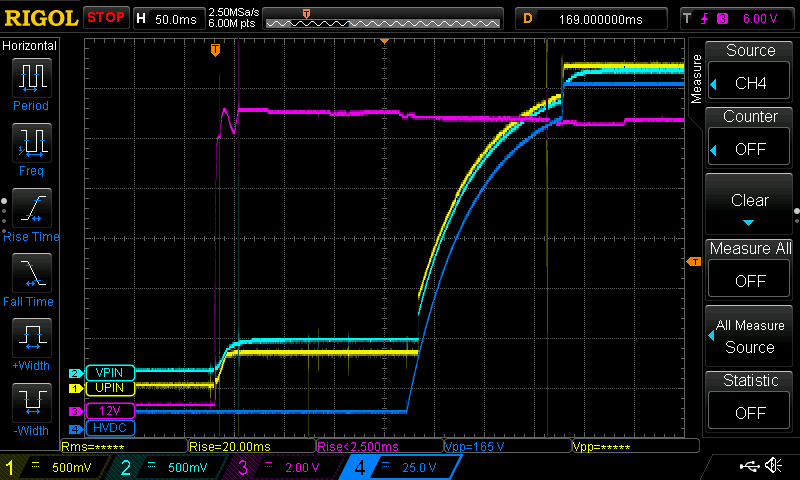 RIGOL STOP H 50.0ms 2.50MSa/s 6.00M pts T D 169.000000ms T 3 6.00 V
Horizontal
Period
Freq
Rise Time
Fall Time
+Width
-Width
T
T
2 VPIN
1 UPIN
3 12V
4 HVDC
Rms=***** Rise=20.00ms Rise<2.500ms Vpp=165 V Vpp=*****
1 500mV 2 500mV 3 2.00 V 4 25.0 V
Measure
Source
CH4
Counter
OFF
Clear
Measure All
OFF
All Measure
Source
Statistic
OFF